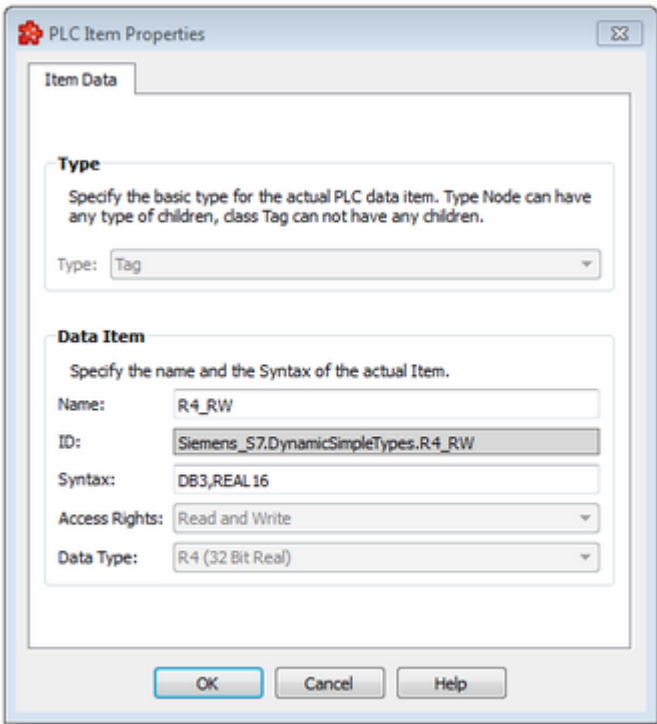 PLC Item Properties
Item Data
Type
Specify the basic type for the actual PLC data item. Type Node can have
any type of children, class Tag can not have any children.
Type: Tag
Data Item
Specify the name and the Syntax of the actual Item.
Name: R4_RW
ID: Siemens_S7.DynamicSimpleTypes.R4_RW
Syntax: DB3,REAL16
Access Rights: Read and Write
Data Type: R4 (32 Bit Real)
OK Cancel Help